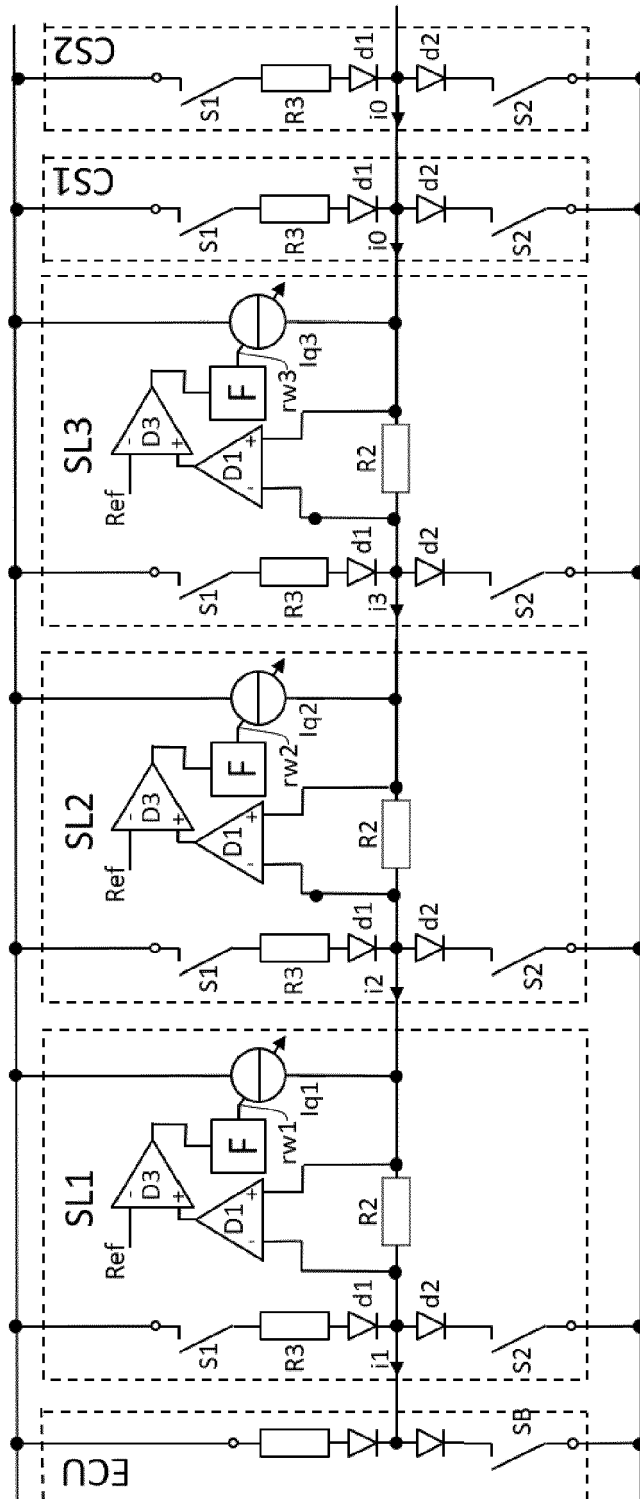 ECU
SB
SL1
Ref
D3
-
+
D1
-
+
F
rw1
Iq1
S1
R3
d1
i1
R2
d2
S2
SL2
Ref
D3
-
+
D1
-
+
F
rw2
Iq2
S1
R3
d1
i2
R2
d2
S2
SL3
Ref
D3
-
+
D1
-
+
F
rw3
Iq3
S1
R3
d1
i3
R2
d2
S2
CS1
S1
R3
d1
i0
d2
S2
CS2
S1
R3
d1
i0
d2
S2